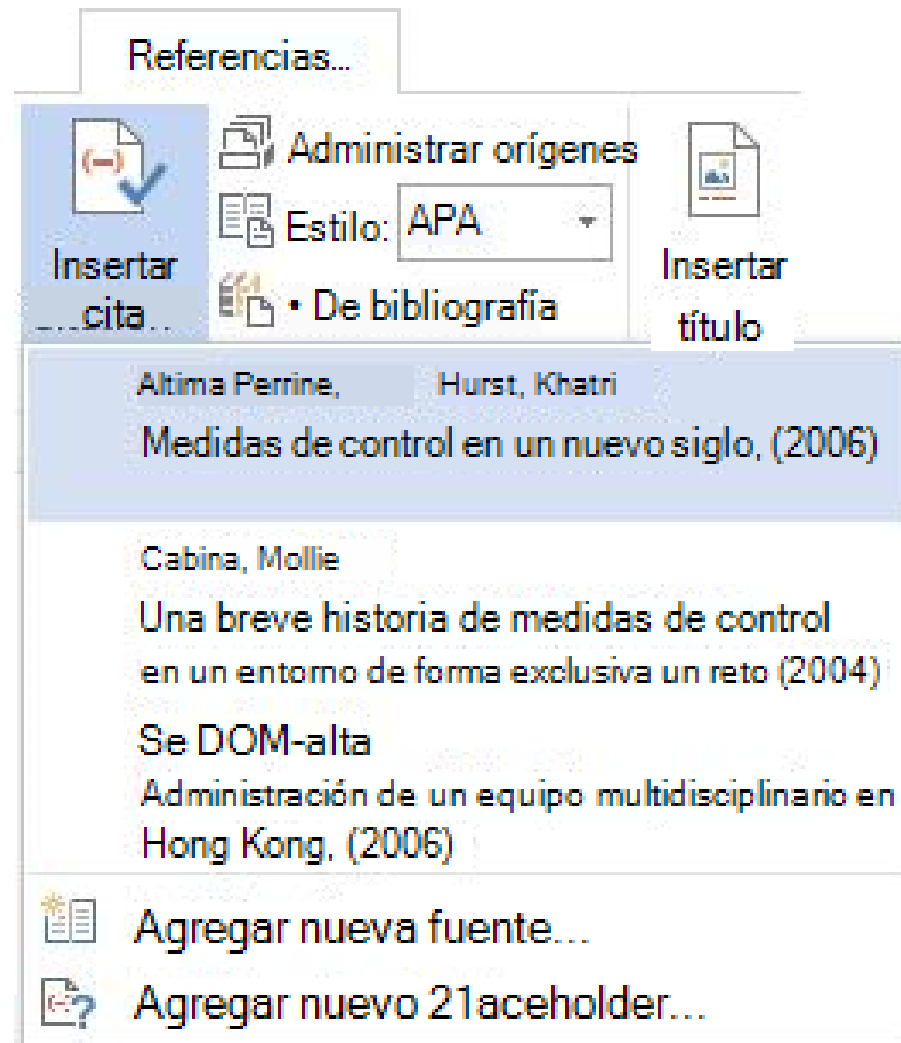 Referencias...
Administrar orígenes
Estilo: APA
Insertar
cita
• De bibliografía
Insertar
título
Altima Perrine, Hurst, Khatri
Medidas de control en un nuevo siglo, (2006)
Cabina, Mollie
Una breve historia de medidas de control
en un entorno de forma exclusiva un reto (2004)
Se DOM-alta
Administración de un equipo multidisciplinario en
Hong Kong, (2006)
Agregar nueva fuente...
Agregar nuevo 21aceholder...